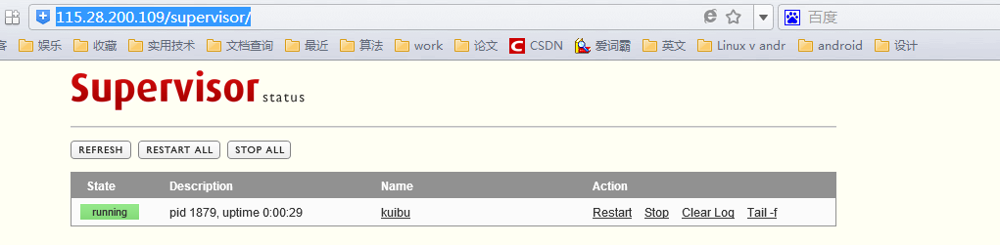 115.28.200.109/supervisor/
百度
客 娱乐 收藏 实用技术 文档查询 最近 算法 work 论文 CSDN 爱词霸 英文 Linux v andr android 设计
Supervisor status
REFRESH RESTART ALL STOP ALL
State Description Name Action
running pid 1879, uptime 0:00:29 kuibu Restart Stop Clear Log Tail -f